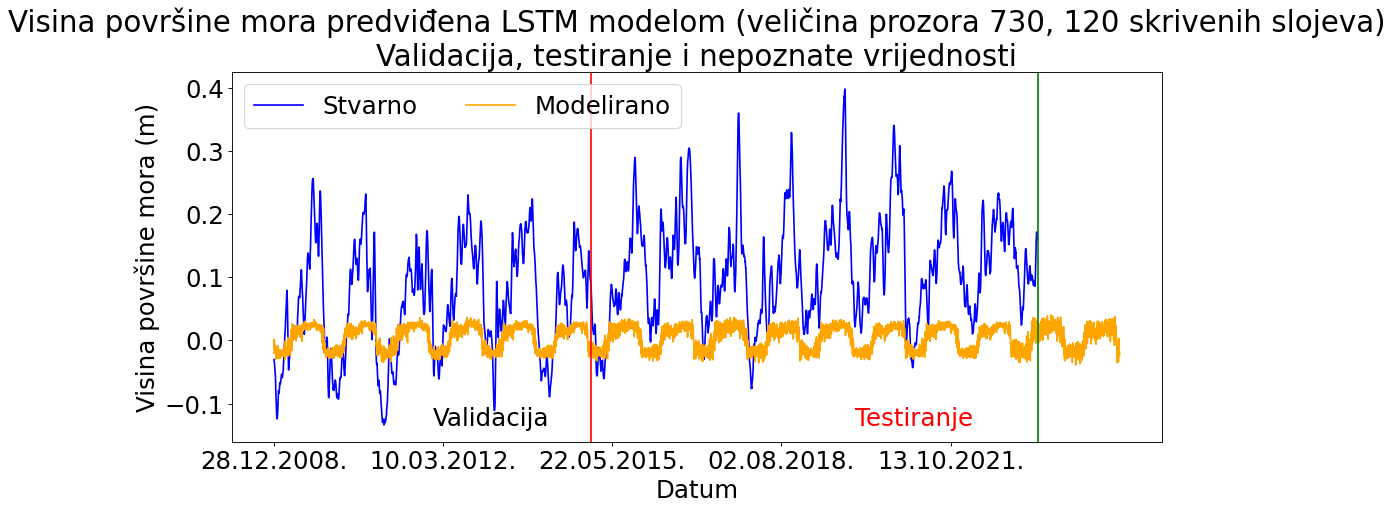 Visina površine mora predviđena LSTM modelom (veličina prozora 730, 120 skrivenih slojeva)
Validacija, testiranje i nepoznate vrijednosti
Stvarno Modelirano
Visina površine mora (m)
0.4
0.3
0.2
0.1
0.0
−0.1
Validacija Testiranje
28.12.2008. 10.03.2012. 22.05.2015. 02.08.2018. 13.10.2021.
Datum